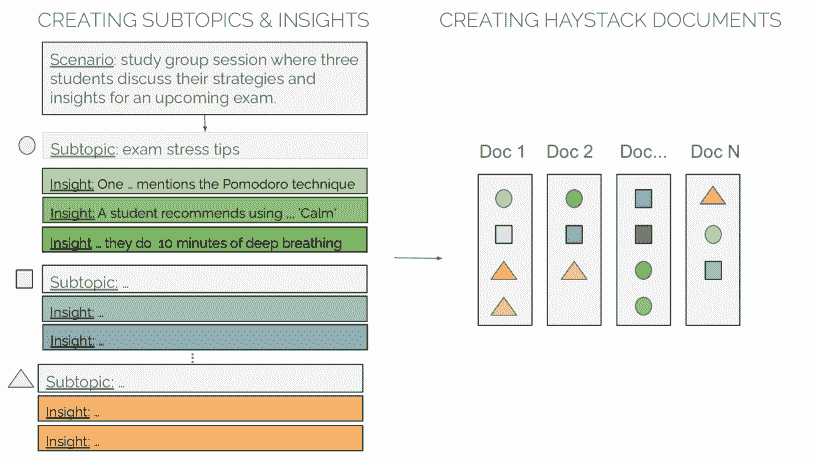 CREATING SUBTOPICS & INSIGHTS
Scenario: study group session where three
students discuss their strategies and
insights for an upcoming exam.
Subtopic: exam stress tips
Insight: One ... mentions the Pomodoro technique
Insight: A student recommends using ... 'Calm'
Insight ... they do 10 minutes of deep breathing
Subtopic: ...
Insight: ...
Insight: ...
Subtopic: ...
Insight: ...
Insight: ...
CREATING HAYSTACK DOCUMENTS
Doc 1 Doc 2 Doc... Doc N